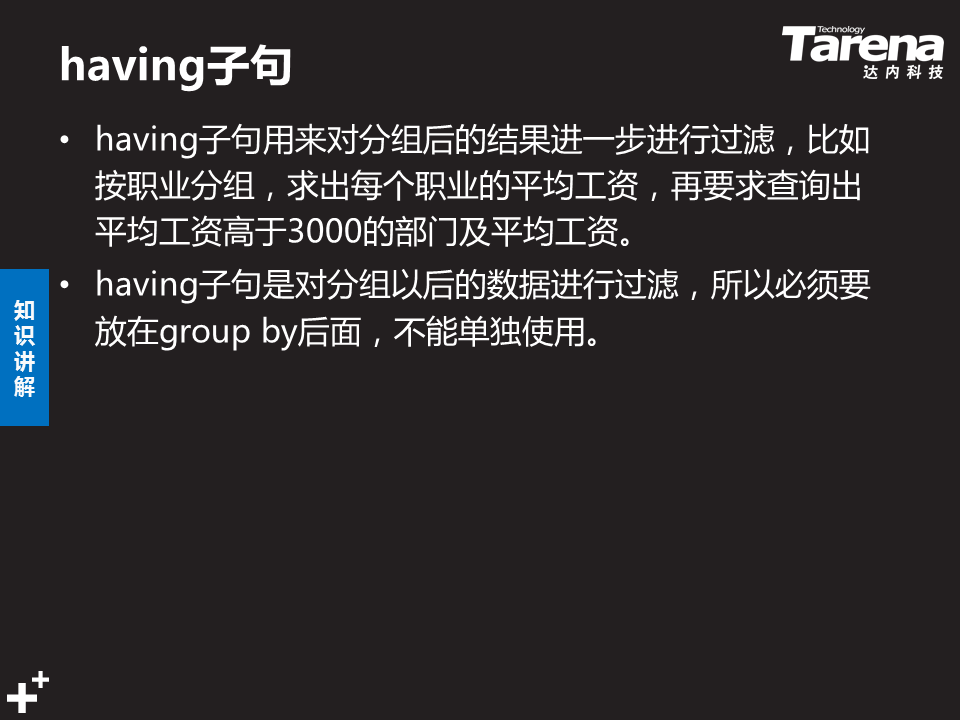 having子句
Technology
Tarena
达内科技
• having子句用来对分组后的结果进一步进行过滤，比如
按职业分组，求出每个职业的平均工资，再要求查询出
平均工资高于3000的部门及平均工资。
• having子句是对分组以后的数据进行过滤，所以必须要
放在group by后面，不能单独使用。
知
识
讲
解